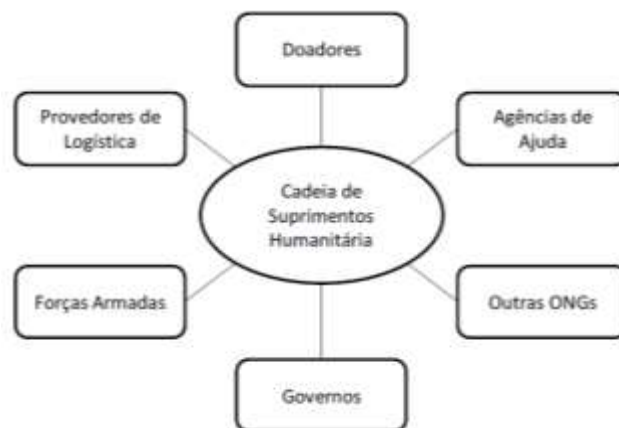 Doadores
Provedores de
Logística
Agências de
Ajuda
Cadeia de
Suprimentos
Humanitária
Forças Armadas
Outras ONGs
Governos